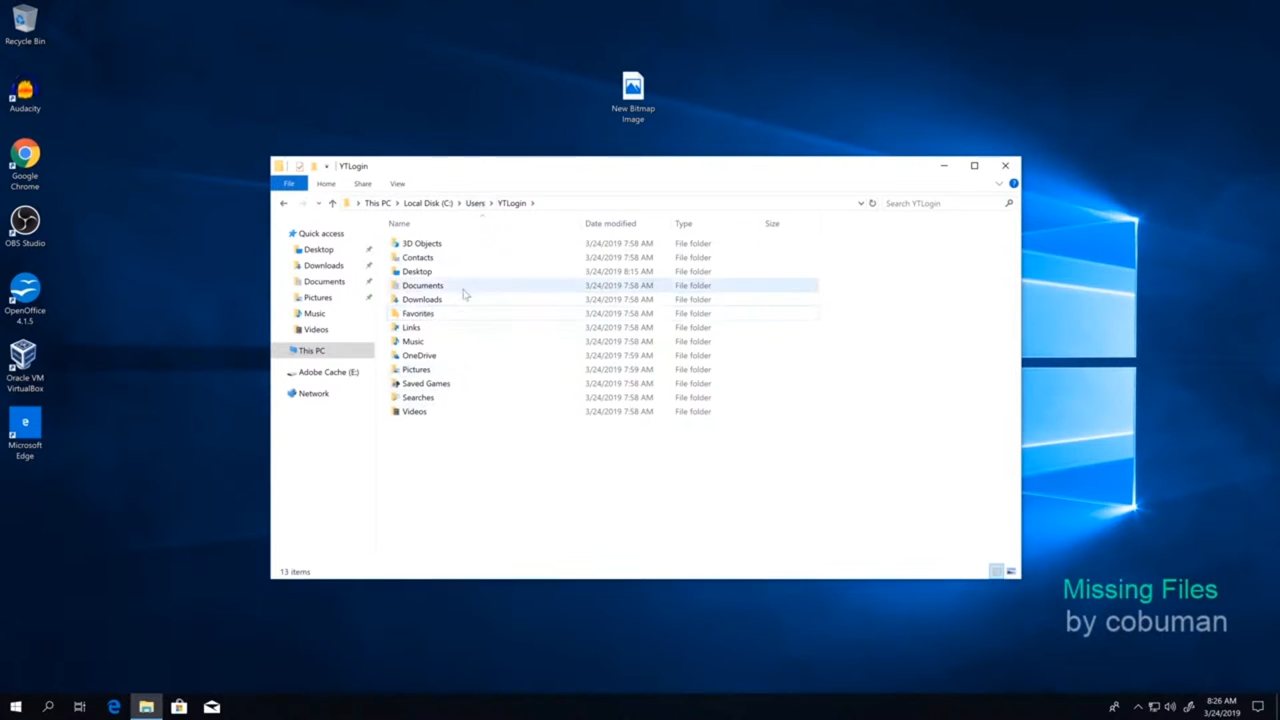 Recycle Bin
Audacity
Google
Chrome
OBS Studio
OpenOffice
4.1.5
Oracle VM
VirtualBox
e
Microsoft
Edge
New Bitmap
Image
YTLogin
File Home Share View
This PC Local Disk (C:) Users YTLogin
Search YTLogin
Quick access
Desktop
Downloads
Documents
Pictures
Music
Videos
This PC
Adobe Cache (E:)
Network
Name Date modified Type Size
3D Objects 3/24/2019 7:58 AM File folder
Contacts 3/24/2019 7:58 AM File folder
Desktop 3/24/2019 8:15 AM File folder
Documents 3/24/2019 7:58 AM File folder
Downloads 3/24/2019 7:58 AM File folder
Favorites 3/24/2019 7:58 AM File folder
Links 3/24/2019 7:58 AM File folder
Music 3/24/2019 7:58 AM File folder
OneDrive 3/24/2019 7:59 AM File folder
Pictures 3/24/2019 7:59 AM File folder
Saved Games 3/24/2019 7:58 AM File folder
Searches 3/24/2019 7:58 AM File folder
Videos 3/24/2019 7:58 AM File folder
13 items
Missing Files
by cobuman
8:26 AM
3/24/2019